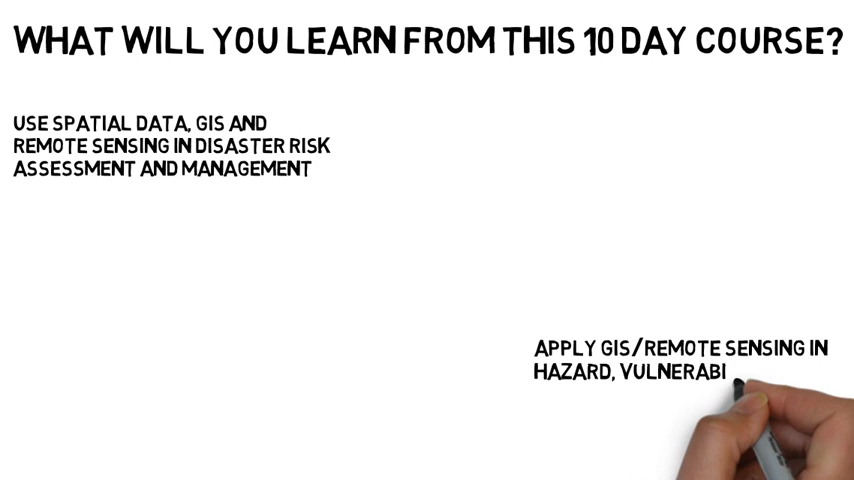 WHAT WILL YOU LEARN FROM THIS 10 DAY COURSE?
USE SPATIAL DATA, GIS AND
REMOTE SENSING IN DISASTER RISK
ASSESSMENT AND MANAGEMENT
APPLY GIS/REMOTE SENSING IN
HAZARD, VULNERABI